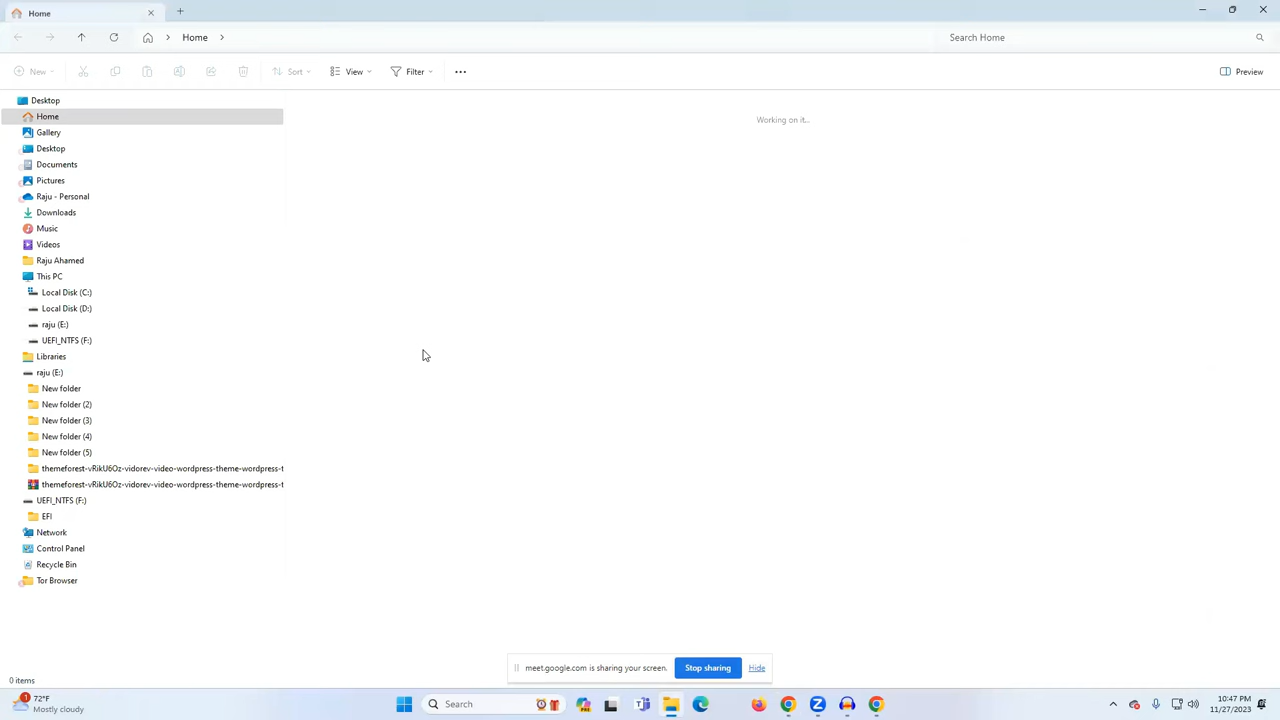 Home
Home
Search Home
New
Sort
View
Filter
Preview
Desktop
Home
Gallery
Desktop
Documents
Pictures
Raju - Personal
Downloads
Music
Videos
Raju Ahamed
This PC
Local Disk (C:)
Local Disk (D:)
raju (E:)
UEFI_NTFS (F:)
Libraries
raju (E:)
New folder
New folder (2)
New folder (3)
New folder (4)
New folder (5)
themeforest-vRikU6Oz-vidorev-video-wordpress-theme-wordpress-t
themeforest-vRikU6Oz-vidorev-video-wordpress-theme-wordpress-t
UEFI_NTFS (F:)
EFI
Network
Control Panel
Recycle Bin
Tor Browser
Working on it...
meet.google.com is sharing your screen.
Stop sharing
Hide
0 items
1
72°F
Mostly cloudy
Search
10:47 PM
11/27/2023